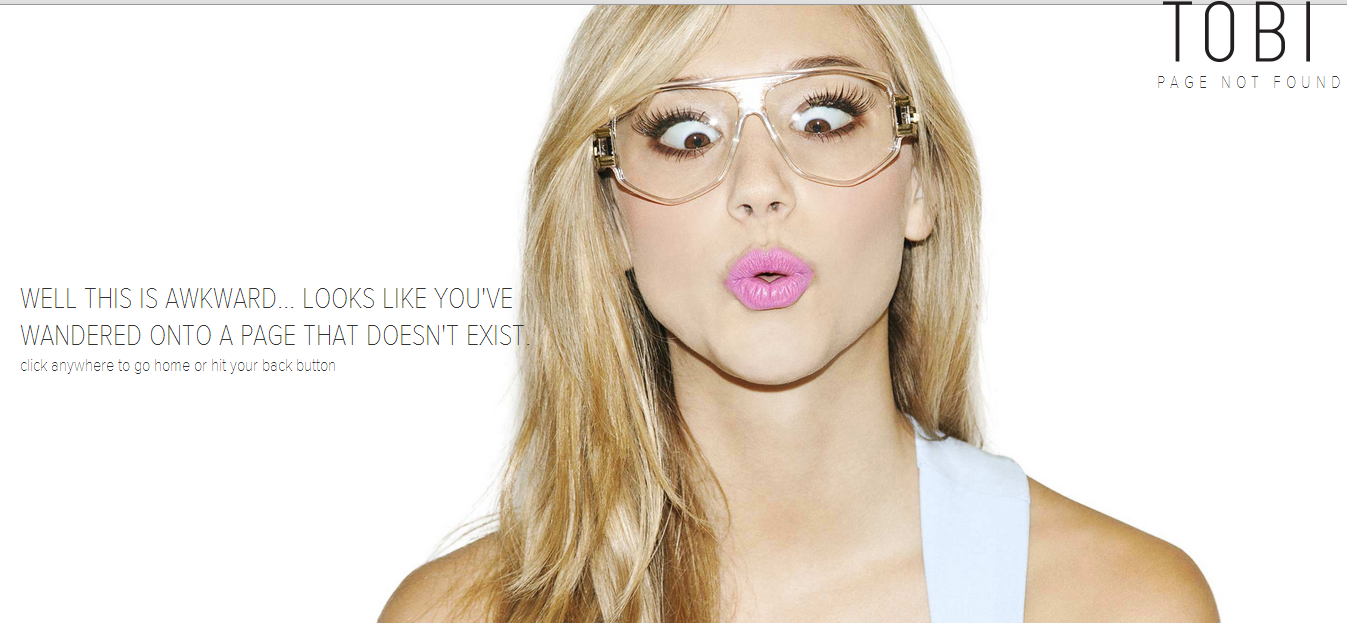 TOBI
PAGE NOT FOUND
WELL THIS IS AWKWARD... LOOKS LIKE YOU'VE
WANDERED ONTO A PAGE THAT DOESN'T EXIST.
click anywhere to go home or hit your back button